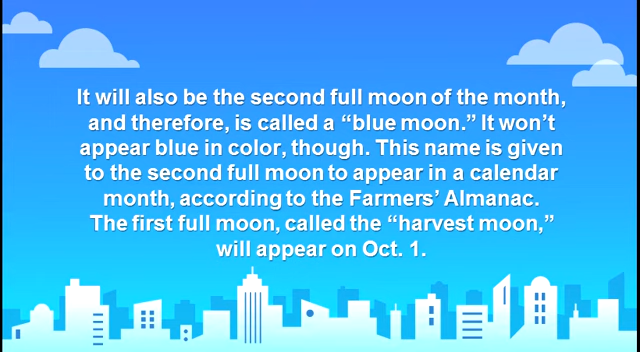 It will also be the second full moon of the month,
and therefore, is called a “blue moon.” It won’t
appear blue in color, though. This name is given
to the second full moon to appear in a calendar
month, according to the Farmers’ Almanac.
The first full moon, called the “harvest moon,”
will appear on Oct. 1.